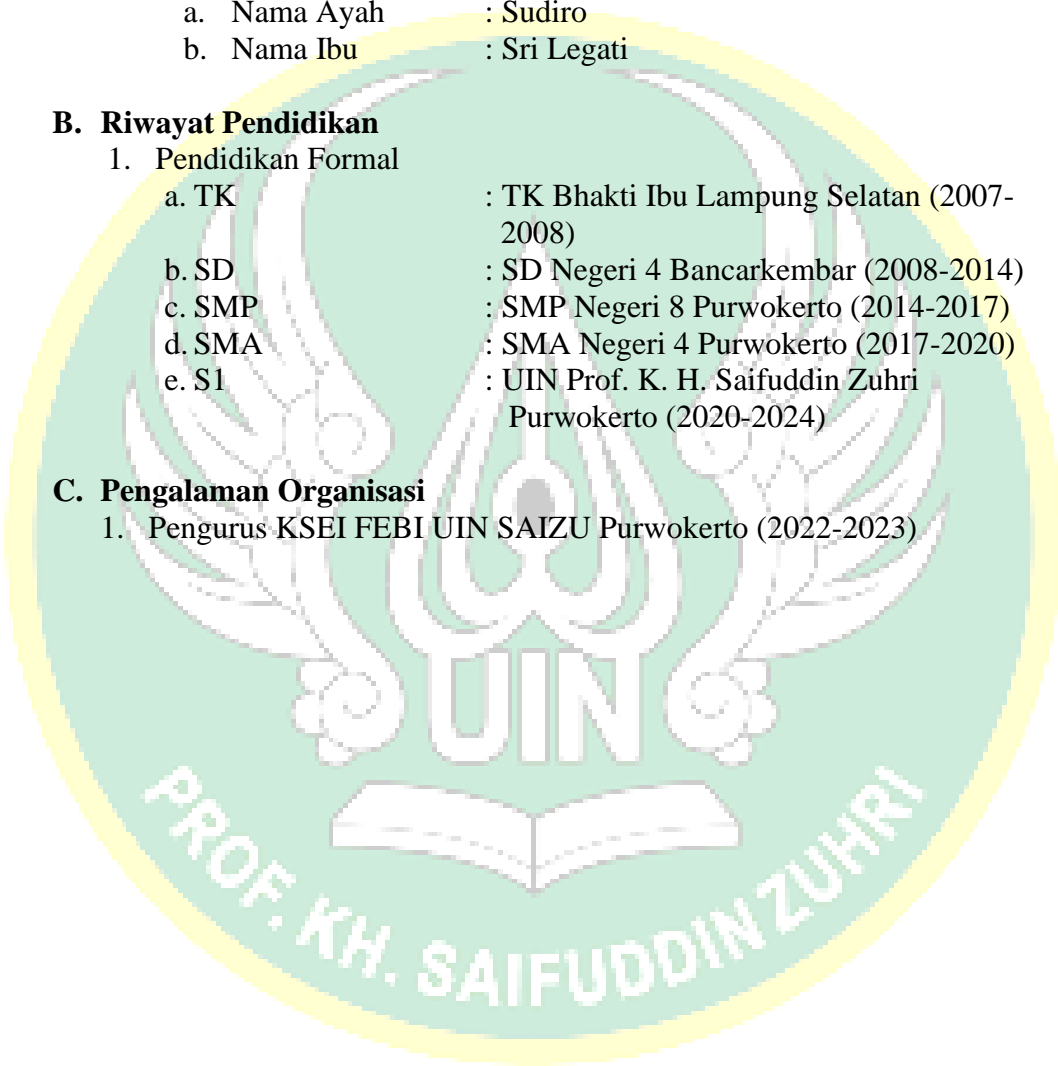 a. Nama Ayah : Sudiro
b. Nama Ibu : Sri Legati
B. Riwayat Pendidikan
1. Pendidikan Formal
a. TK : TK Bhakti Ibu Lampung Selatan (2007-
2008)
b. SD : SD Negeri 4 Bancarkembar (2008-2014)
c. SMP : SMP Negeri 8 Purwokerto (2014-2017)
d. SMA : SMA Negeri 4 Purwokerto (2017-2020)
e. S1 : UIN Prof. K. H. Saifuddin Zuhri
Purwokerto (2020-2024)
C. Pengalaman Organisasi
1. Pengurus KSEI FEBI UIN SAIZU Purwokerto (2022-2023)
UIN
PROF. KH. SAIFUDDIN ZUHRI